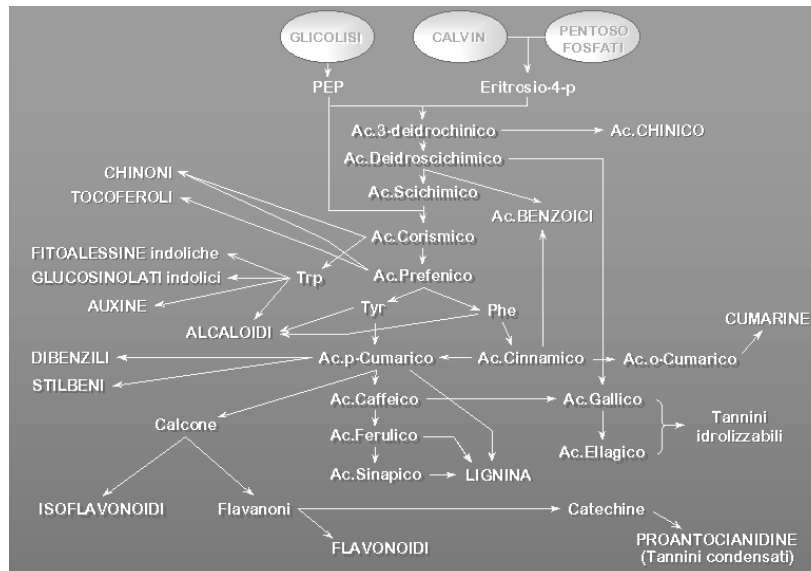 GLICOLISI
CALVIN
PENTOSO
FOSFATI
PEP
Eritrosio-4-p
Ac.3-deidrochinico
Ac.CHINICO
Ac.Deidroscichimico
CHINONI
TOCOFEROLI
Ac.Scichimico
Ac.BENZOICI
Ac.Corismico
FITOALESSINE indoliche
GLUCOSINOLATI indolici
Trp
Ac.Prefenico
AUXINE
Tyr
Phe
ALCALOIDI
CUMARINE
DIBENZILI
Ac.p-Cumarico
Ac.Cinnamico
Ac.o-Cumarico
STILBENI
Ac.Caffeico
Ac.Gallico
Calcone
Tannini
idrolizzabili
Ac.Ferulico
Ac.Ellagico
Ac.Sinapico
LIGNINA
ISOFLAVONOIDI
Flavanoni
Catechine
FLAVONOIDI
PROANTOCIANIDINE
(Tannini condensati)